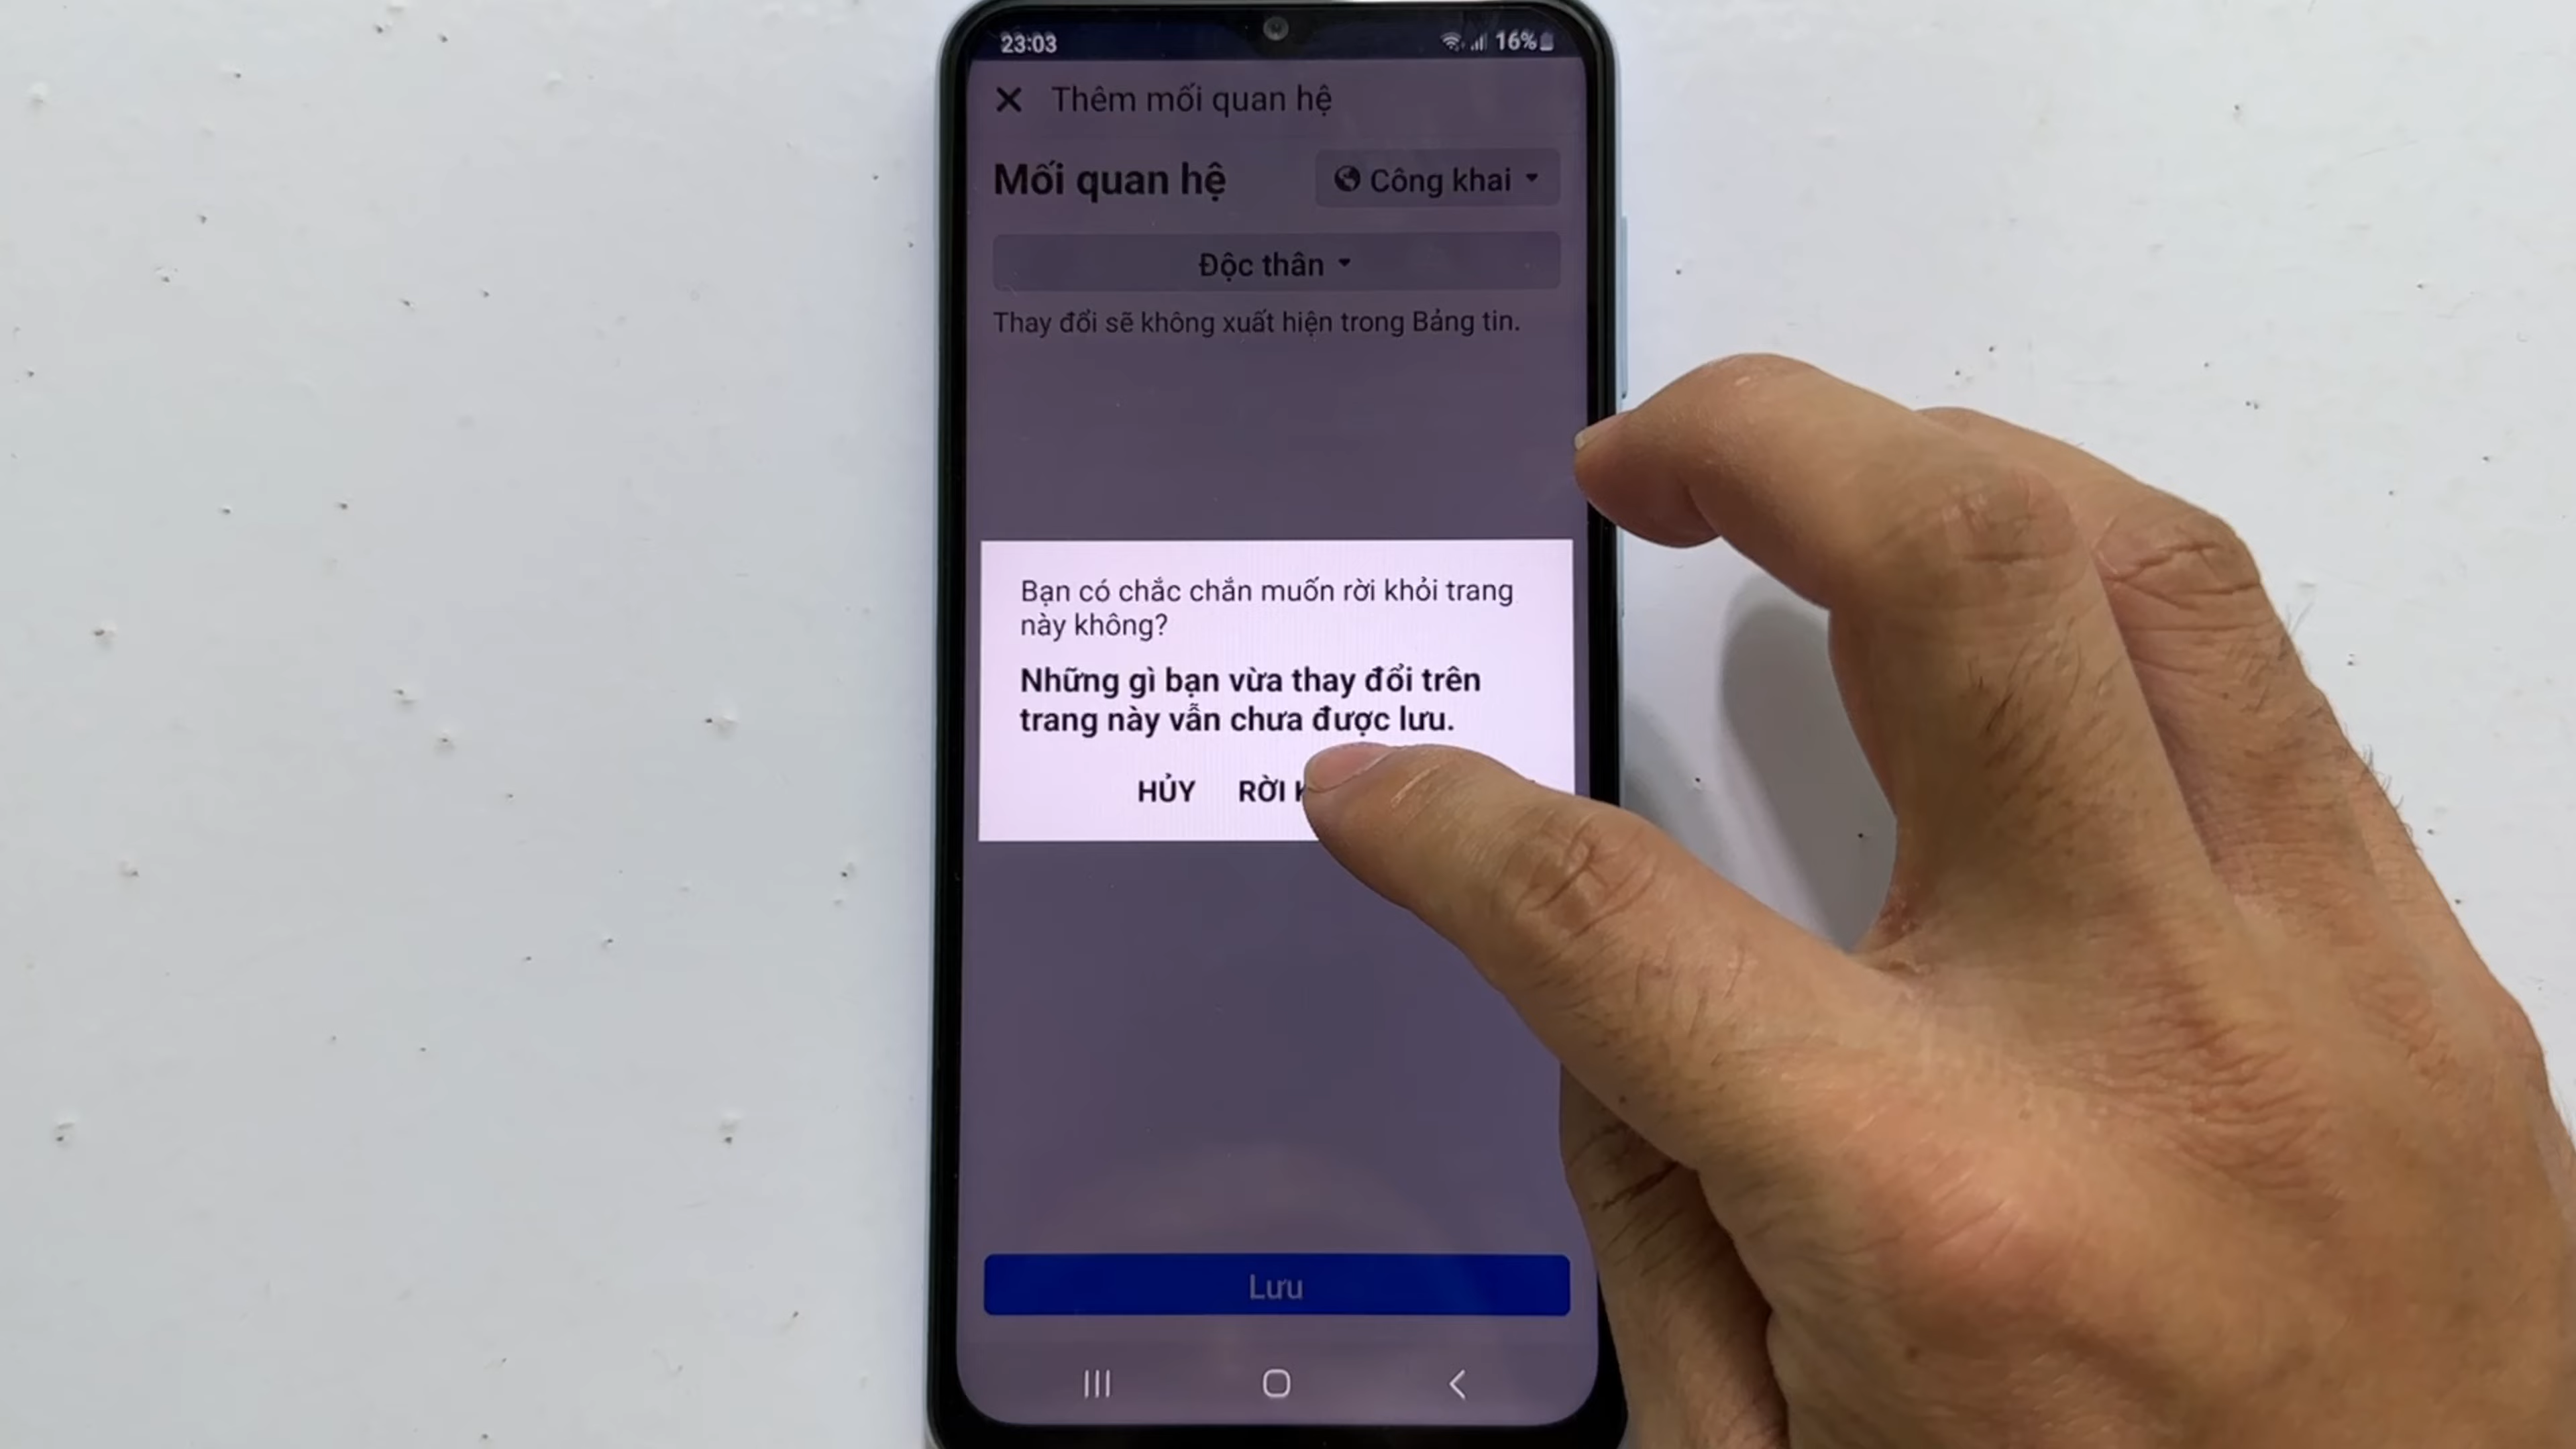 23:03
16%
Thêm mối quan hệ
Mối quan hệ
Công khai
Độc thân
Thay đổi sẽ không xuất hiện trong Bảng tin.
Bạn có chắc chắn muốn rời khỏi trang
này không?
Những gì bạn vừa thay đổi trên
trang này vẫn chưa được lưu.
HỦY
RỜI
Lưu